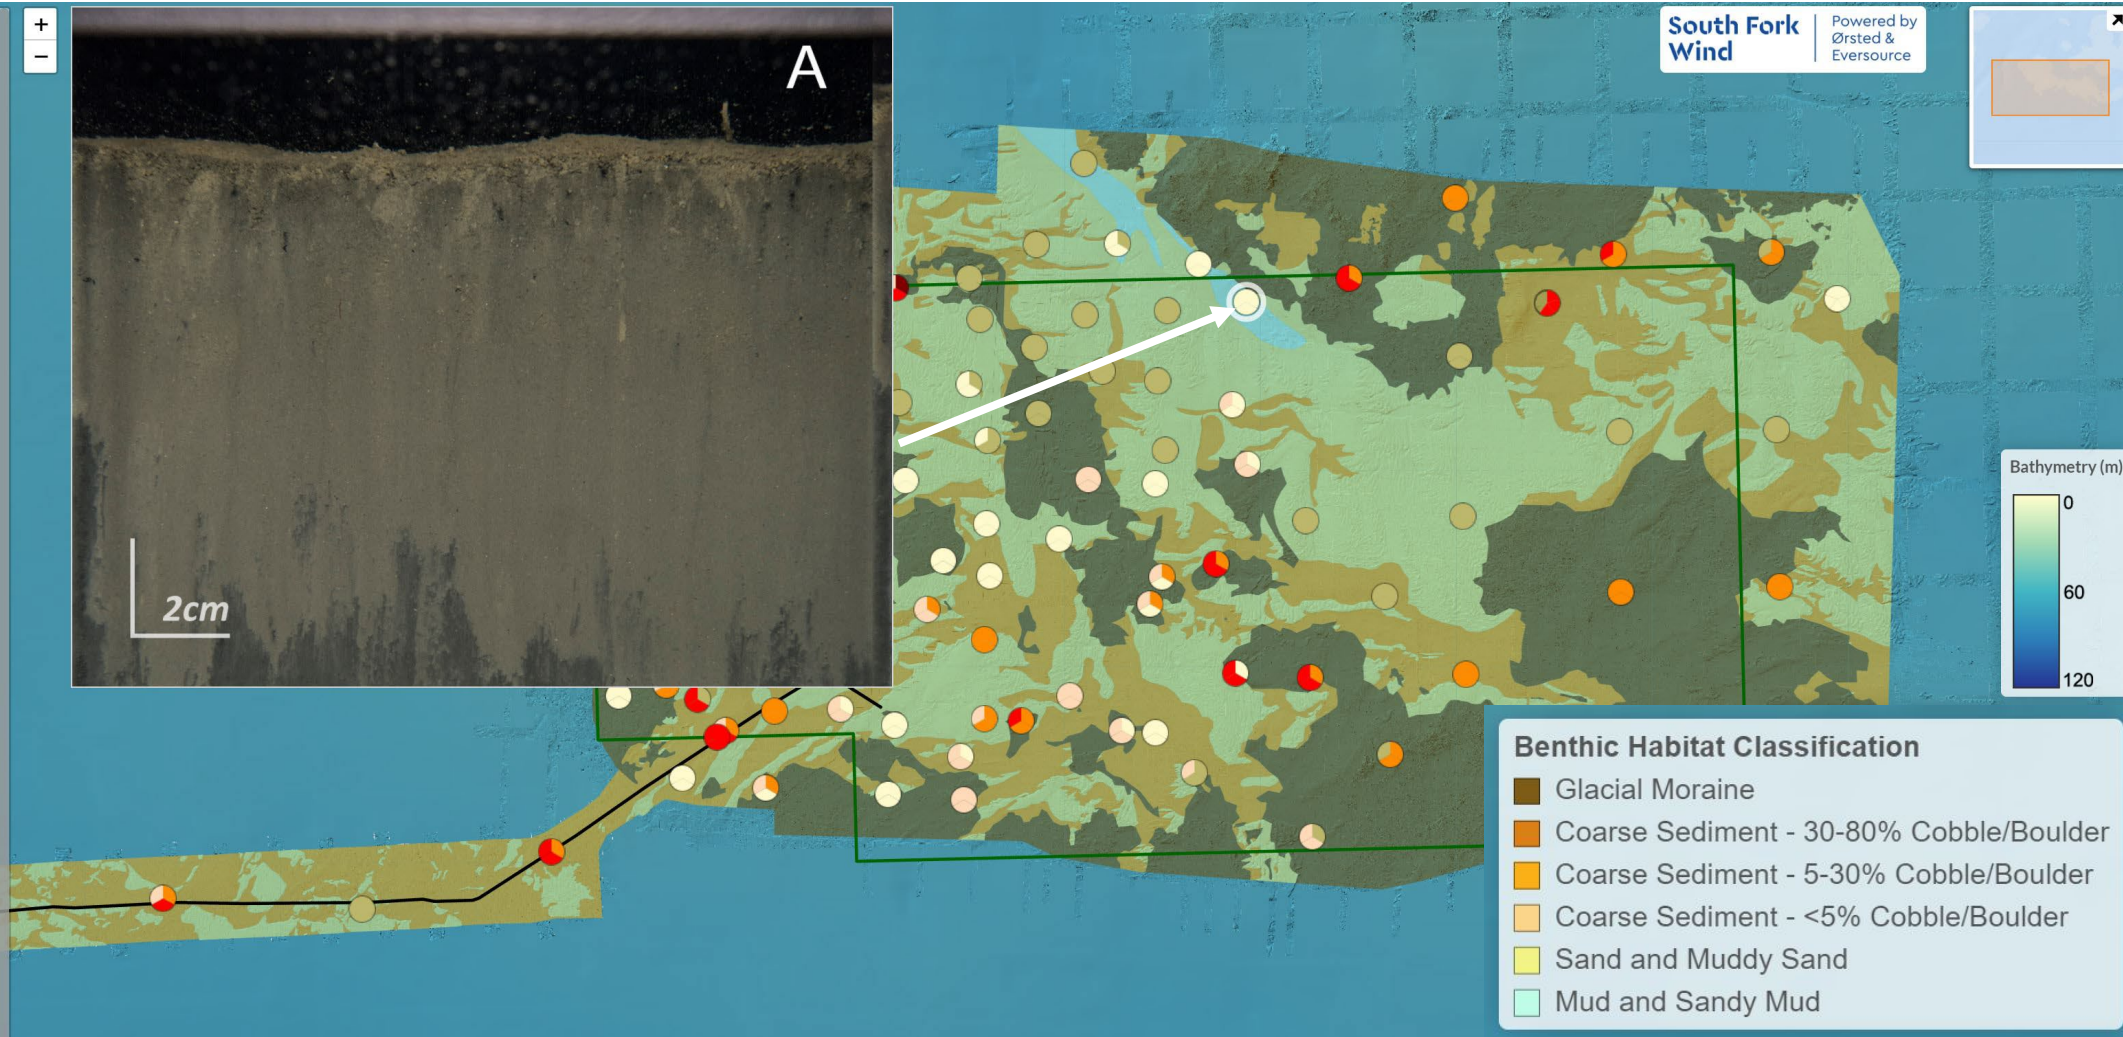 +
−
A
2cm
South Fork
Wind
Powered by
Ørsted &
Eversource
Bathymetry (m)
0
60
120
Benthic Habitat Classification
Glacial Moraine
Coarse Sediment - 30-80% Cobble/Boulder
Coarse Sediment - 5-30% Cobble/Boulder
Coarse Sediment - <5% Cobble/Boulder
Sand and Muddy Sand
Mud and Sandy Mud